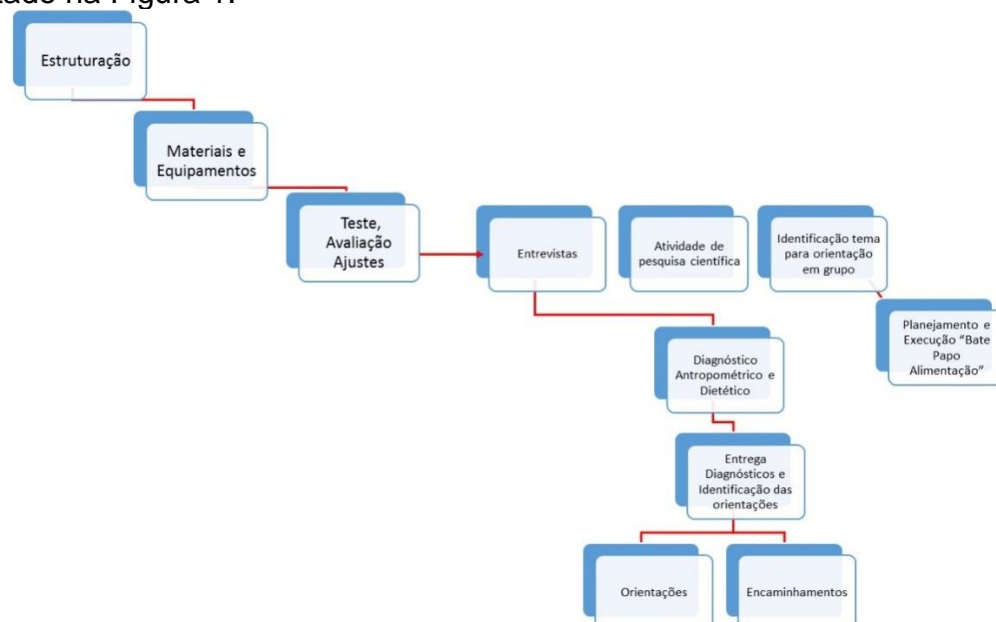 na Figura 1.
Estruturação
Materiais e
Equipamentos
Teste,
Avaliação
Ajustes
Entrevistas
Atividade de
pesquisa científica
Identificação tema
para orientação
em grupo
Planejamento e
Execução “Bate
Papo
Alimentação”
Diagnóstico
Antropométrico e
Dietético
Entrega
Diagnósticos e
Identificação das
orientações
Orientações
Encaminhamentos